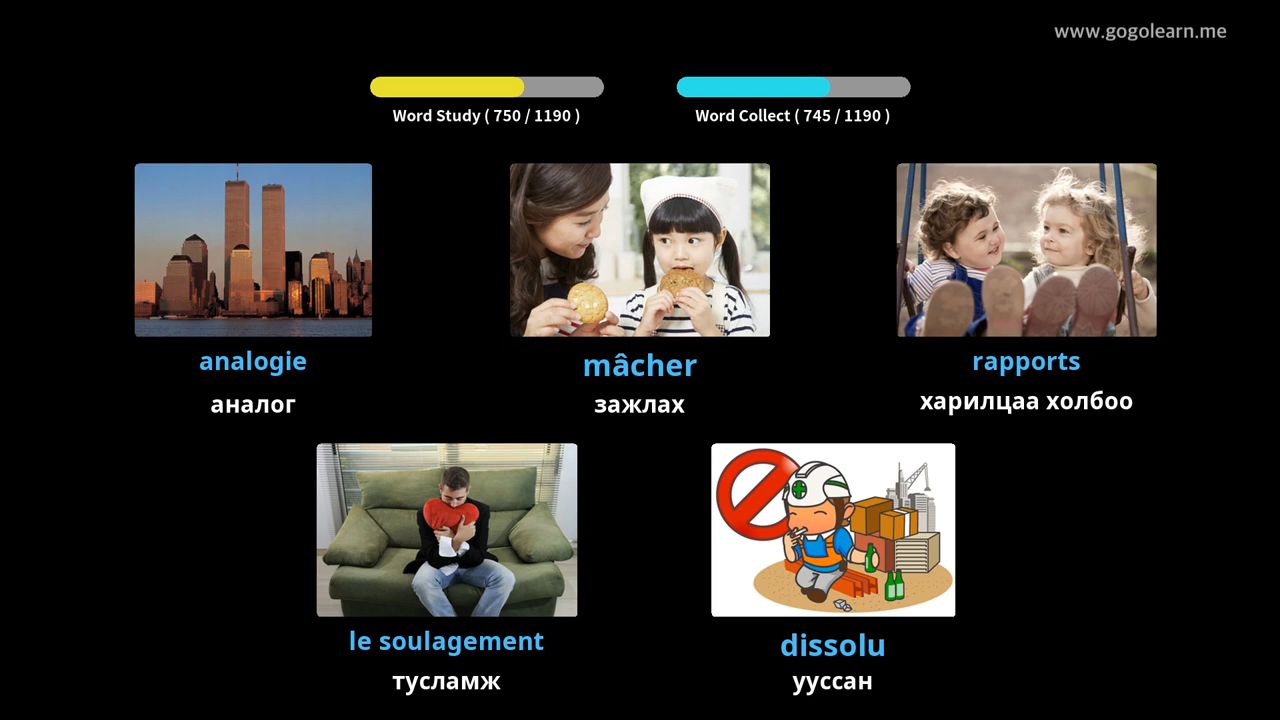 www.gogolearn.me
Word Study ( 750 / 1190 )
Word Collect ( 745 / 1190 )
analogie
mâcher
rapports
аналог
зажлах
харилцаа холбоо
le soulagement
dissolu
тусламж
ууссан